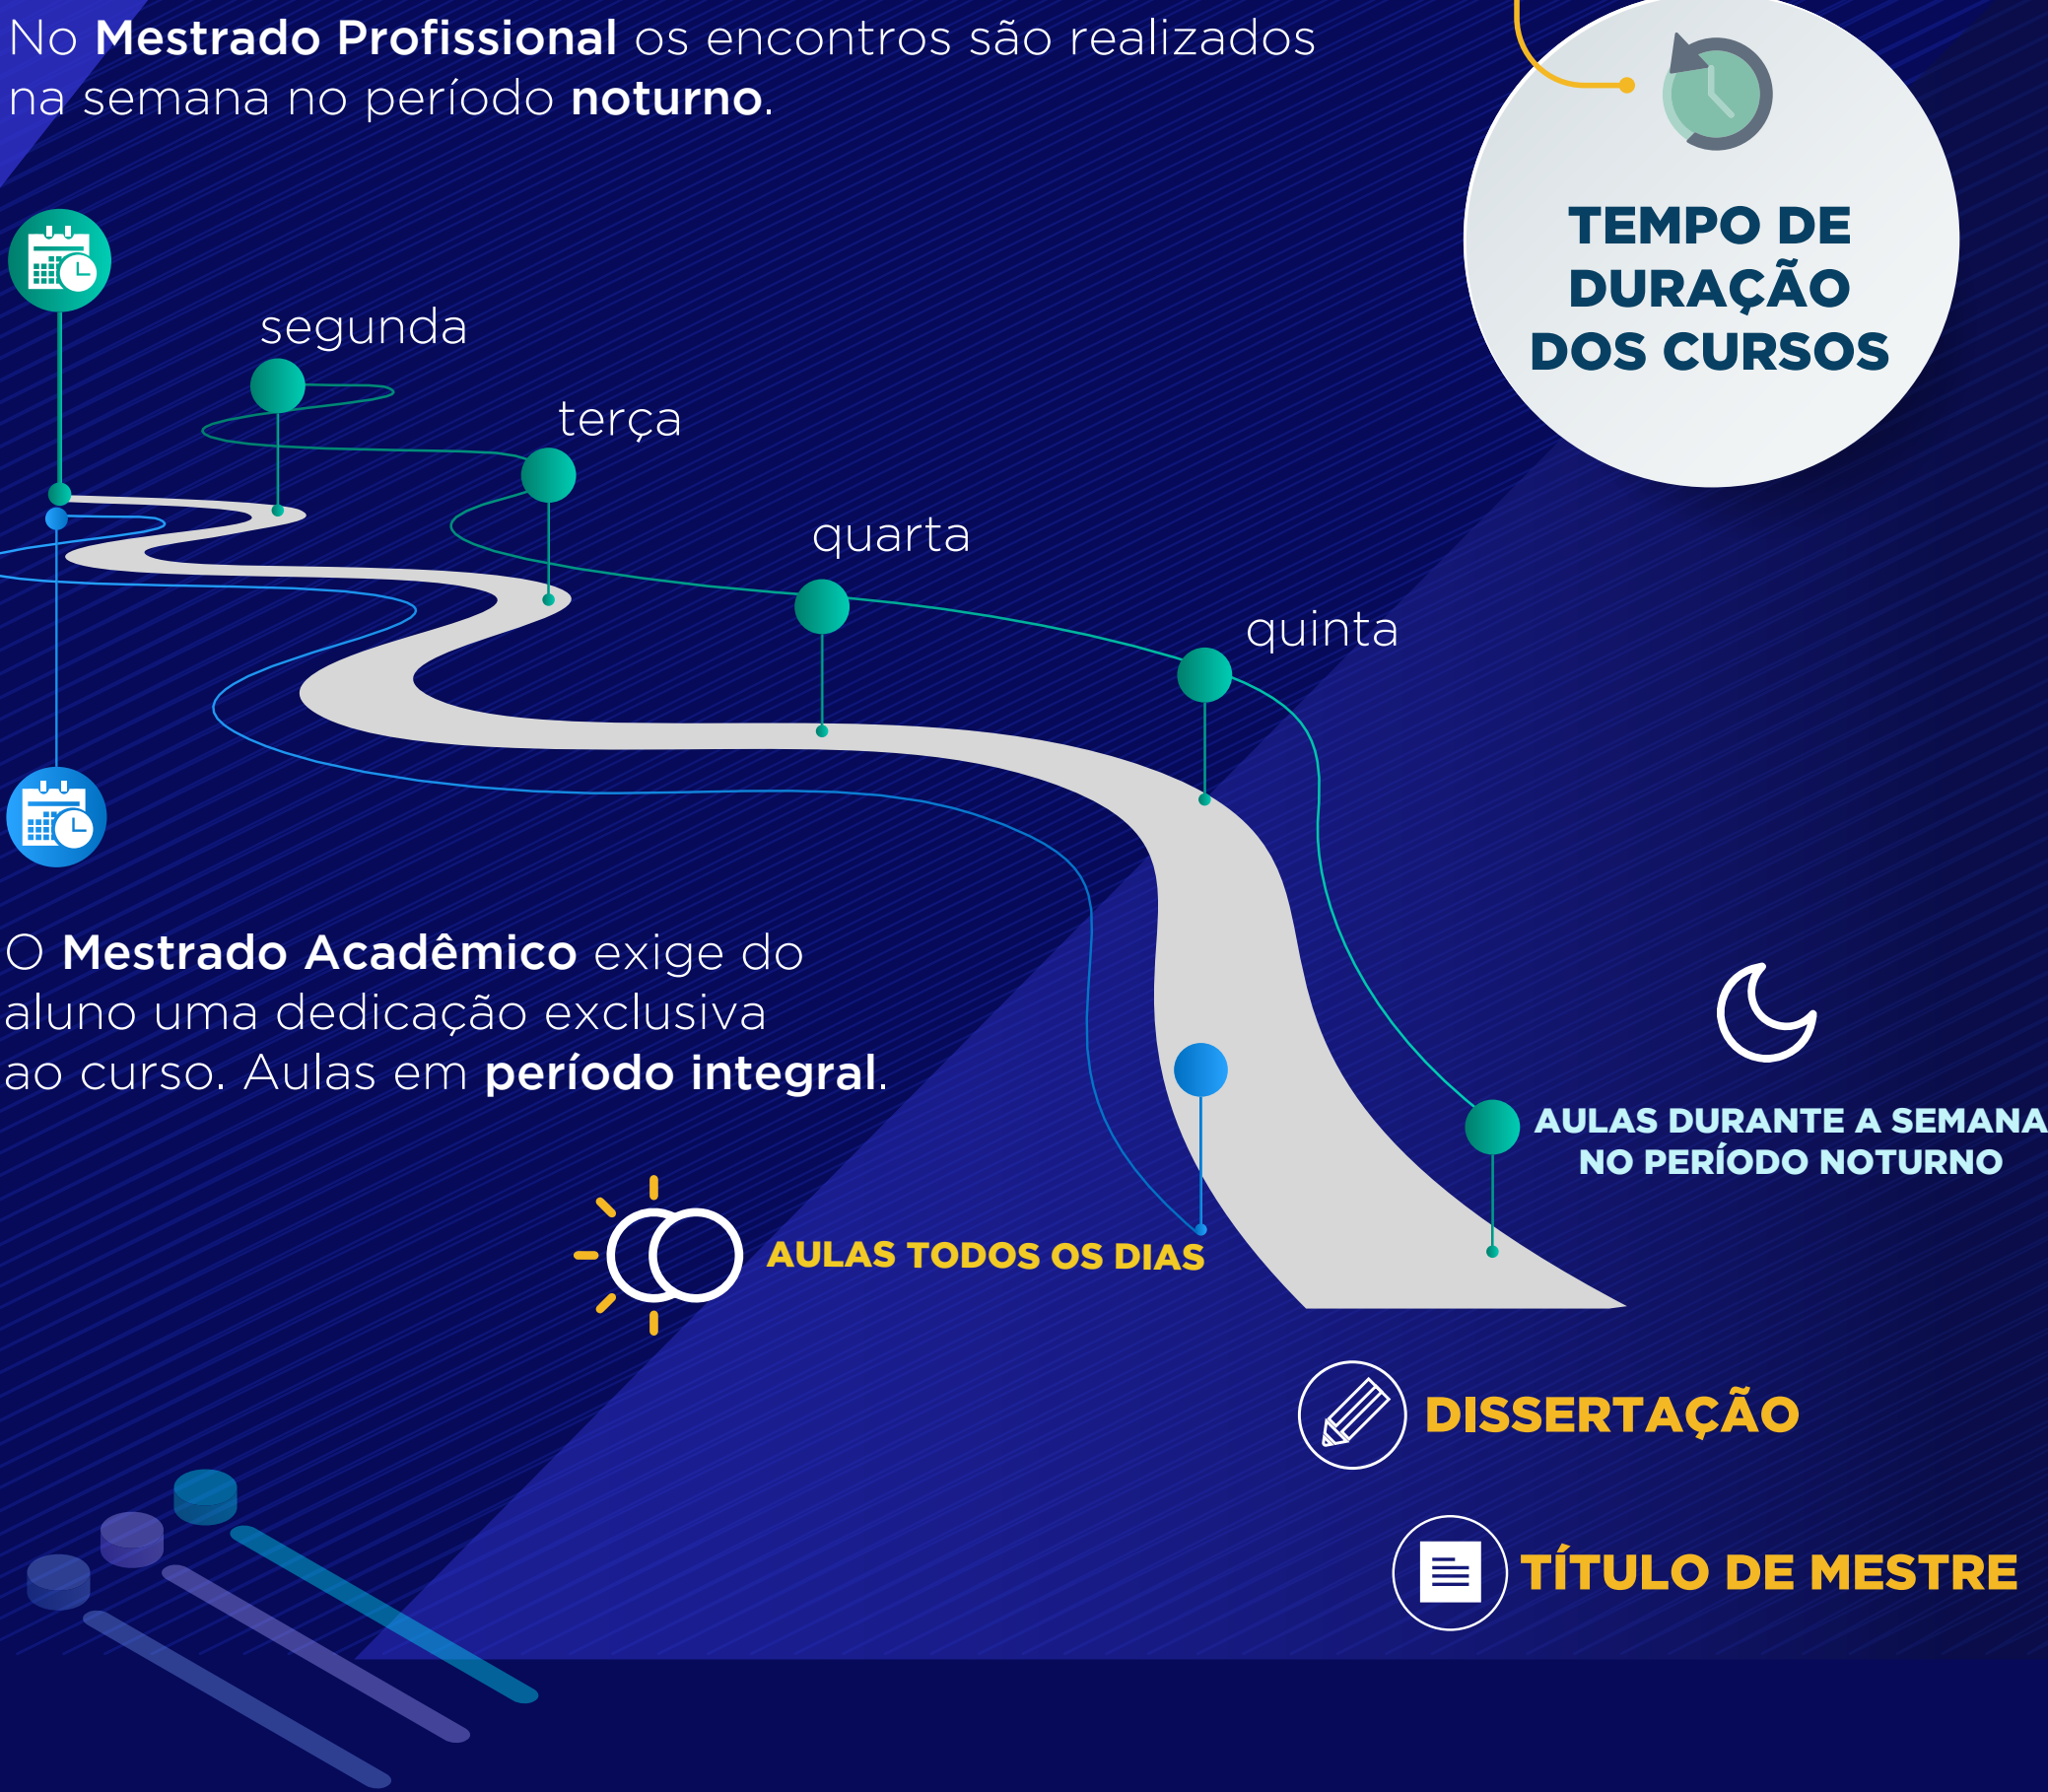 No Mestrado Profissional os encontros são realizados
na semana no período noturno.
TEMPO DE
DURAÇÃO
DOS CURSOS
segunda
terça
quarta
quinta
O Mestrado Acadêmico exige do
aluno uma dedicação exclusiva
ao curso. Aulas em período integral.
AULAS DURANTE A SEMANA
NO PERÍODO NOTURNO
AULAS TODOS OS DIAS
DISSERTAÇÃO
TÍTULO DE MESTRE